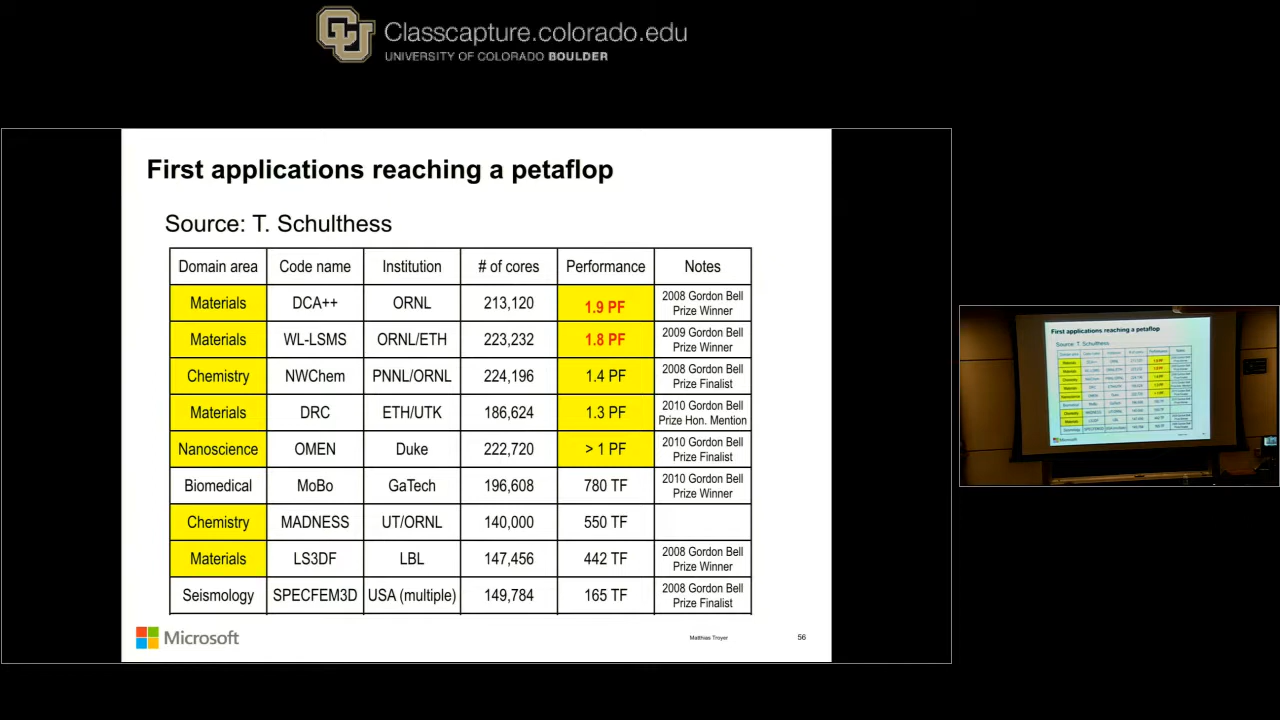 Classcapture.colorado.edu
UNIVERSITY OF COLORADO BOULDER
First applications reaching a petaflop
Source: T. Schulthess
Domain area Code name Institution # of cores Performance Notes
Materials DCA++ ORNL 213,120 1.9 PF 2008 Gordon Bell Prize Winner
Materials WL-LSMS ORNL/ETH 223,232 1.8 PF 2009 Gordon Bell Prize Winner
Chemistry NWChem PNNL/ORNL 224,196 1.4 PF 2008 Gordon Bell Prize Finalist
Materials DRC ETH/UTK 186,624 1.3 PF 2010 Gordon Bell Prize Hon. Mention
Nanoscience OMEN Duke 222,720 > 1 PF 2010 Gordon Bell Prize Finalist
Biomedical MoBo GaTech 196,608 780 TF 2010 Gordon Bell Prize Winner
Chemistry MADNESS UT/ORNL 140,000 550 TF
Materials LS3DF LBL 147,456 442 TF 2008 Gordon Bell Prize Winner
Seismology SPECFEM3D USA (multiple) 149,784 165 TF 2008 Gordon Bell Prize Finalist
Microsoft Matthias Troyer 56
First applications reaching a petaflop
Source: T. Schulthess
Microsoft